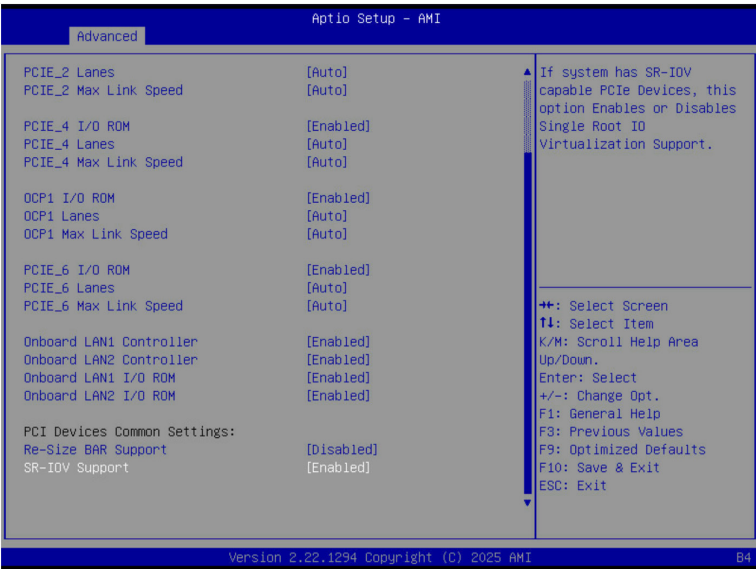 Aptio Setup – AMI
Advanced
PCIE_2 Lanes [Auto]
PCIE_2 Max Link Speed [Auto]
PCIE_4 I/O ROM [Enabled]
PCIE_4 Lanes [Auto]
PCIE_4 Max Link Speed [Auto]
OCP1 I/O ROM [Enabled]
OCP1 Lanes [Auto]
OCP1 Max Link Speed [Auto]
PCIE_6 I/O ROM [Enabled]
PCIE_6 Lanes [Auto]
PCIE_6 Max Link Speed [Auto]
Onboard LAN1 Controller [Enabled]
Onboard LAN2 Controller [Enabled]
Onboard LAN1 I/O ROM [Enabled]
Onboard LAN2 I/O ROM [Enabled]
PCI Devices Common Settings:
Re-Size BAR Support [Disabled]
SR-IOV Support [Enabled]
If system has SR-IOV
capable PCIe Devices, this
option Enables or Disables
Single Root IO
Virtualization Support.
→←: Select Screen
↑↓: Select Item
K/M: Scroll Help Area
Up/Down.
Enter: Select
+/-: Change Opt.
F1: General Help
F3: Previous Values
F9: Optimized Defaults
F10: Save & Exit
ESC: Exit
Version 2.22.1294 Copyright (C) 2025 AMI
B4